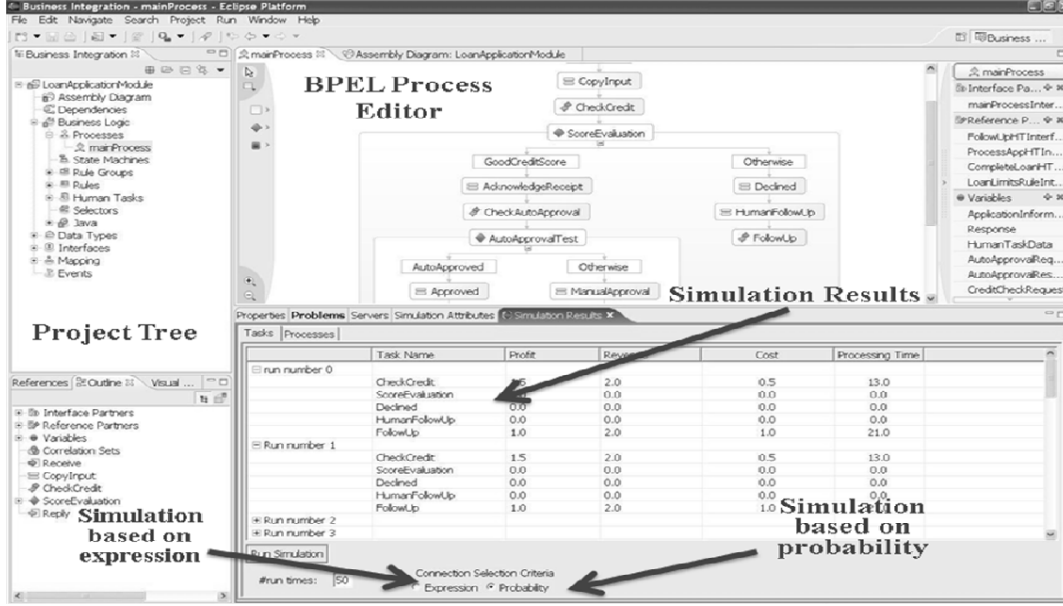 Business Integration - mainProcess - Eclipse Platform
File Edit Navigate Search Project Run Window Help
Business ...
Business Integration
mainProcess
Assembly Diagram: LoanApplicationModule
LoanApplicationModule
Assembly Diagram
Dependencies
Business Logic
Processes
mainProcess
State Machines
Rule Groups
Rules
Human Tasks
Selectors
Java
Data Types
Interfaces
Mapping
Events
Project Tree
BPEL Process
Editor
CopyInput
CheckCredit
ScoreEvaluation
GoodCreditScore
Otherwise
AcknowledgeReceipt
Declined
CheckAutoApproval
HumanFollowUp
AutoApprovalTest
FollowUp
AutoApproved
Otherwise
Approved
ManualApproval
mainProcess
Interface Pa...
mainProcessInter...
Reference P...
FollowUpHTInterf...
ProcessAppHTIn...
CompleteLoanHT...
LoanLimitsRuleInt...
Variables
ApplicationInform...
Response
HumanTaskData
AutoApprovalReq...
AutoApprovalRes...
CreditCheckReques
Simulation Results
Properties Problems Servers Simulation Attributes Simulation Results
Tasks Processes
Task Name Profit Cost Processing Time
run number 0
CheckCredit 2.0 0.5 13.0
ScoreEvaluation 0.0 0.0 0.0
Declined 0.0 0.0 0.0 0.0
HumanFollowUp 0.0 0.0 0.0 0.0
FollowUp 1.0 2.0 1.0 21.0
Run number 1
CheckCredit 1.5 2.0 0.5 13.0
ScoreEvaluation 0.0 0.0 0.0 0.0
Declined 0.0 0.0 0.0 0.0
HumanFollowUp 0.0 0.0 0.0 0.0
FollowUp 1.0 2.0 1.0
Run number 2
Run number 3
References Outline Visual ...
Interface Partners
Reference Partners
Variables
Correlation Sets
Receive
CopyInput
CheckCredit
ScoreEvaluation
Reply
Simulation
based on
expression
Simulation
based on
probability
Run Simulation
#run times: 50
Connection Selection Criteria
Expression Probability